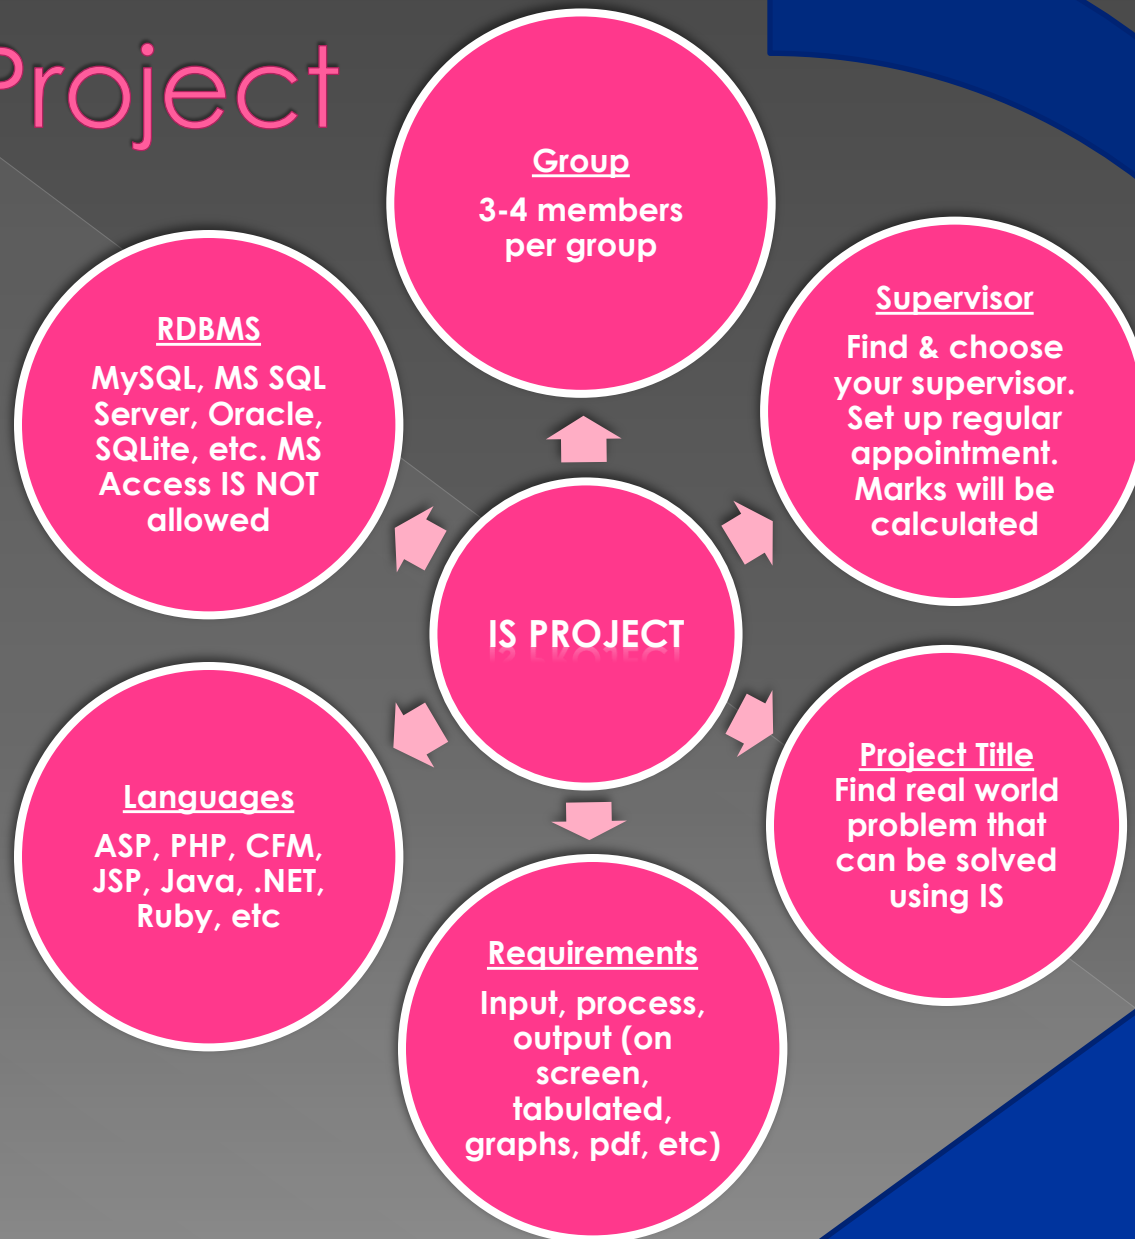 Project
Group
3-4 members
per group
Supervisor
Find & choose
your supervisor.
Set up regular
appointment.
Marks will be
calculated
Project Title
Find real world
problem that
can be solved
using IS
Requirements
Input, process,
output (on
screen,
tabulated,
graphs, pdf, etc)
Languages
ASP, PHP, CFM,
JSP, Java, .NET,
Ruby, etc
RDBMS
MySQL, MS SQL
Server, Oracle,
SQLite, etc. MS
Access IS NOT
allowed
IS PROJECT